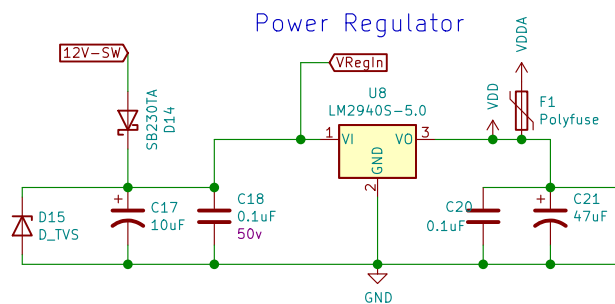 Power Regulator
12V-SW
VRegIn
SB230TA
D14
U8
LM2940S-5.0
1
VI
VO
3
GND
2
VDD
VDDA
F1
Polyfuse
D15
D_TVS
+
C17
10uF
C18
0.1uF
50v
C20
0.1uF
+
C21
47uF
GND